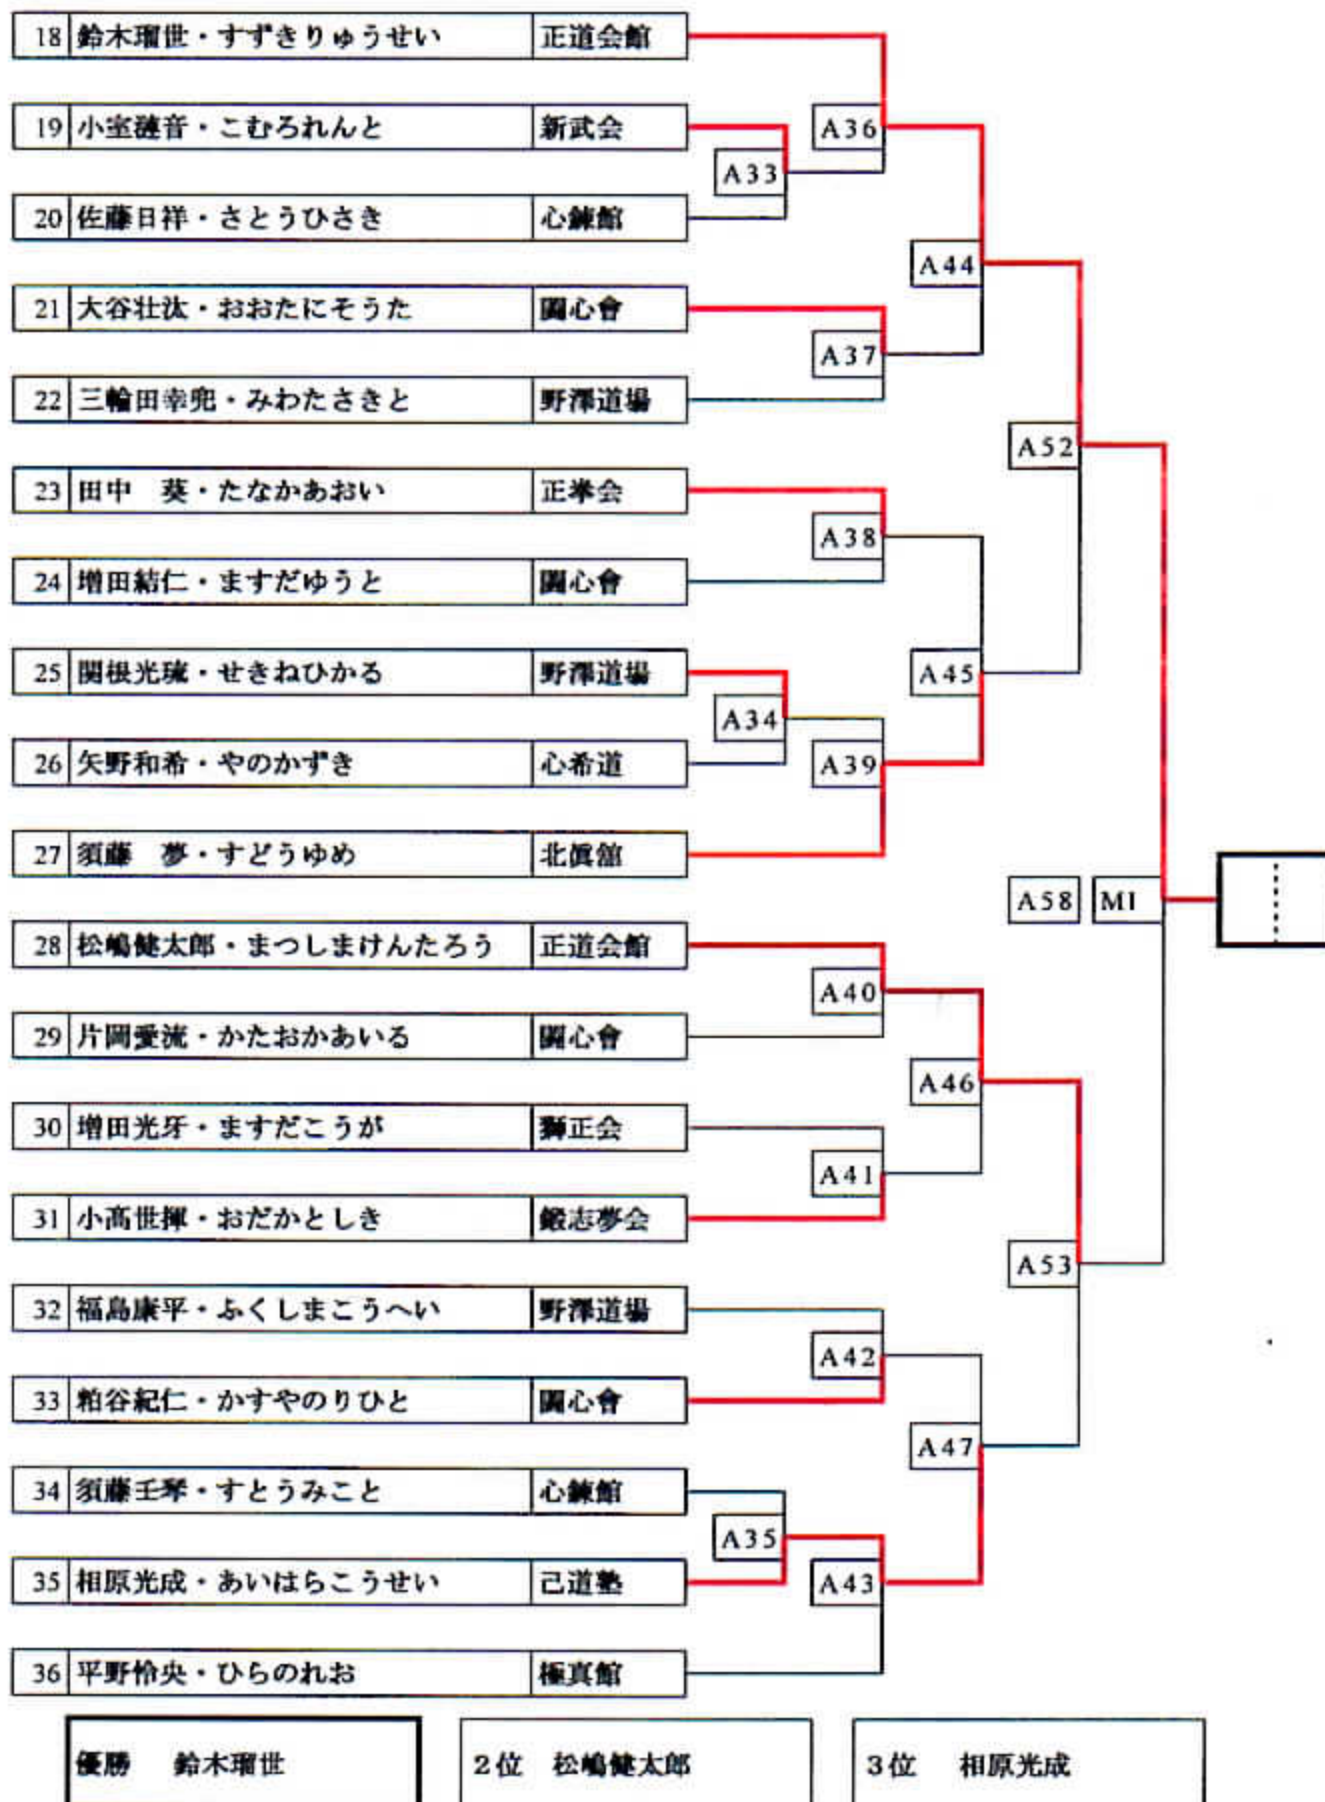 18 鈴木瑠世・すずきりゅうせい 正道会館
19 小室漣音・こむろれんと 新武会
A36
A33
20 佐藤日祥・さとうひさき 心錬館
A44
21 大谷壮汰・おおたにそうた 闘心會
A37
22 三輪田幸兜・みわたさきと 野澤道場
A52
23 田中 葵・たなかあおい 正拳会
A38
24 増田結仁・ますだゆうと 闘心會
25 関根光琉・せきねひかる 野澤道場
A45
A34
26 矢野和希・やのかずき 心希道
A39
27 須藤 夢・すどうゆめ 北眞舘
A58 M1
28 松嶋健太郎・まつしまけんたろう 正道会館
A40
29 片岡愛流・かたおかあいる 闘心會
A46
30 増田光牙・ますだこうが 獅正会
A41
31 小髙世揮・おだかとしき 鍛志夢会
A53
32 福島康平・ふくしまこうへい 野澤道場
A42
33 粕谷紀仁・かすやのりひと 闘心會
A47
34 須藤壬琴・すとうみこと 心錬館
A35
35 相原光成・あいはらこうせい 己道塾
A43
36 平野怜央・ひらのれお 極真館
優勝 鈴木瑠世 2位 松嶋健太郎 3位 相原光成